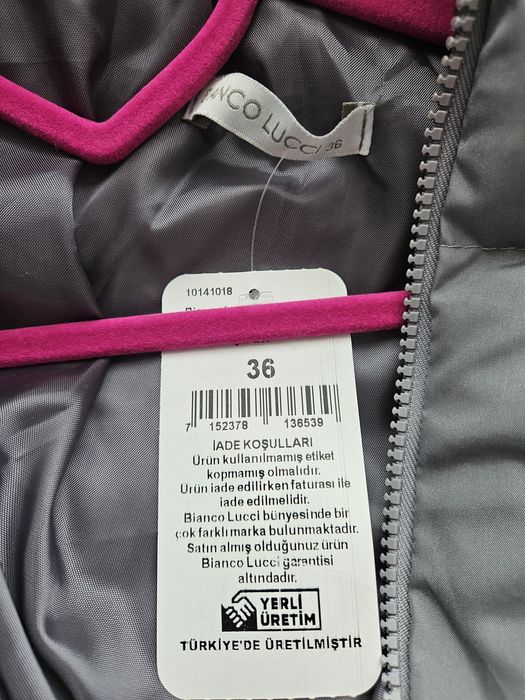 BIANCO LUCCI 36
10141018
36
7 152378 136539
İADE KOŞULLARI
Ürün kullanılmamış etiket
kopmamış olmalıdır.
Ürün iade edilirken faturası ile
iade edilmelidir.
Bianco Lucci bünyesinde bir
çok farklı marka bulunmaktadır.
Satın almış olduğunuz ürün
Bianco Lucci garantisi
altındadır.
YERLİ
ÜRETİM
TÜRKİYE'DE ÜRETİLMİŞTİR